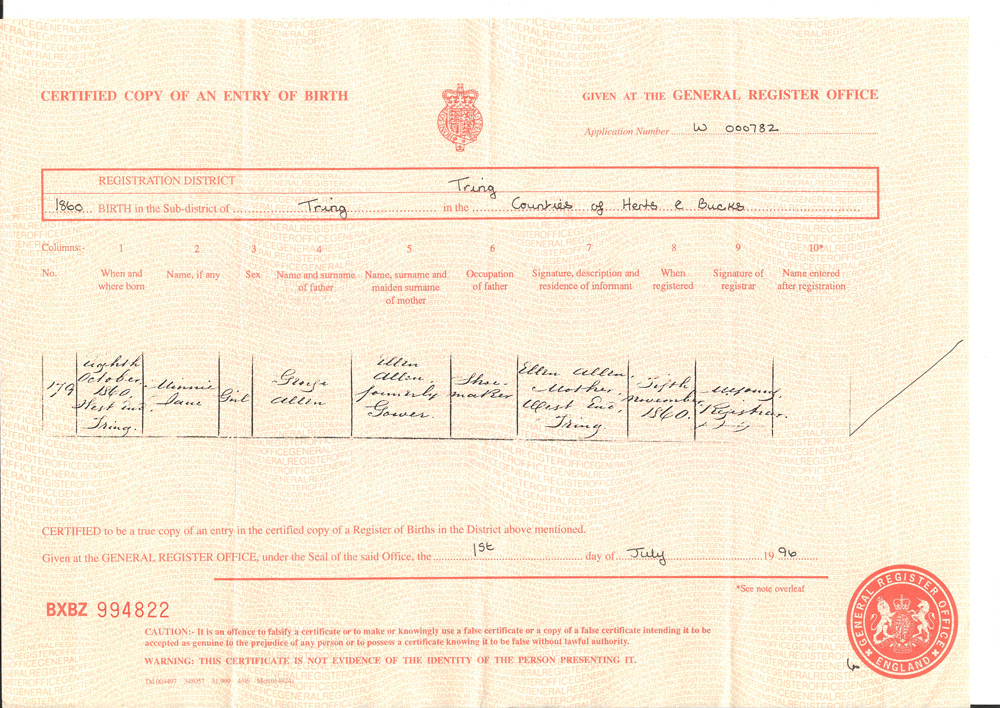 CERTIFIED COPY OF AN ENTRY OF BIRTH
GIVEN AT THE GENERAL REGISTER OFFICE
Application Number W 000782
REGISTRATION DISTRICT Tring
1860 BIRTH in the Sub-district of Tring in the Counties of Herts & Bucks
Columns:- 1 2 3 4 5 6 7 8 9 10*
No. When and where born
Name, if any
Sex
Name and surname of father
Name, surname and maiden surname of mother
Occupation of father
Signature, description and residence of informant
When registered
Signature of registrar
Name entered after registration
179
Eighth
October
1860.
West End
Tring.
Minnie
Jane
Girl
George
Allen
Ellen
Allen.
formerly
Gower.
Shoe-
maker
Ellen Allen.
Mother
West End.
Tring
Fifth
November
1860.
Registrar.
CERTIFIED to be a true copy of an entry in the certified copy of a Register of Births in the District above mentioned.
Given at the GENERAL REGISTER OFFICE, under the Seal of the said Office, the 1st day of July 1996
*See note overleaf
BXBZ 994822
CAUTION:- It is an offence to falsify a certificate or to make or knowingly use a false certificate or a copy of a false certificate intending it to be
accepted as genuine to the prejudice of any person or to possess a certificate knowing it to be false without lawful authority.
WARNING: THIS CERTIFICATE IS NOT EVIDENCE OF THE IDENTITY OF THE PERSON PRESENTING IT.
GENERAL REGISTER OFFICE
ENGLAND